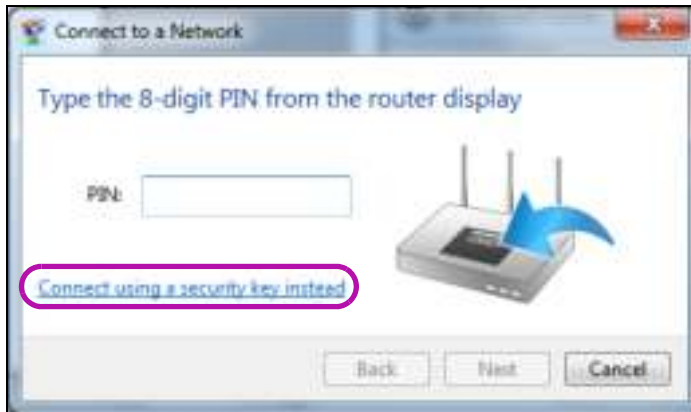 Connect to a Network
Type the 8-digit PIN from the router display
PIN:
Connect using a security key instead
Back Next Cancel